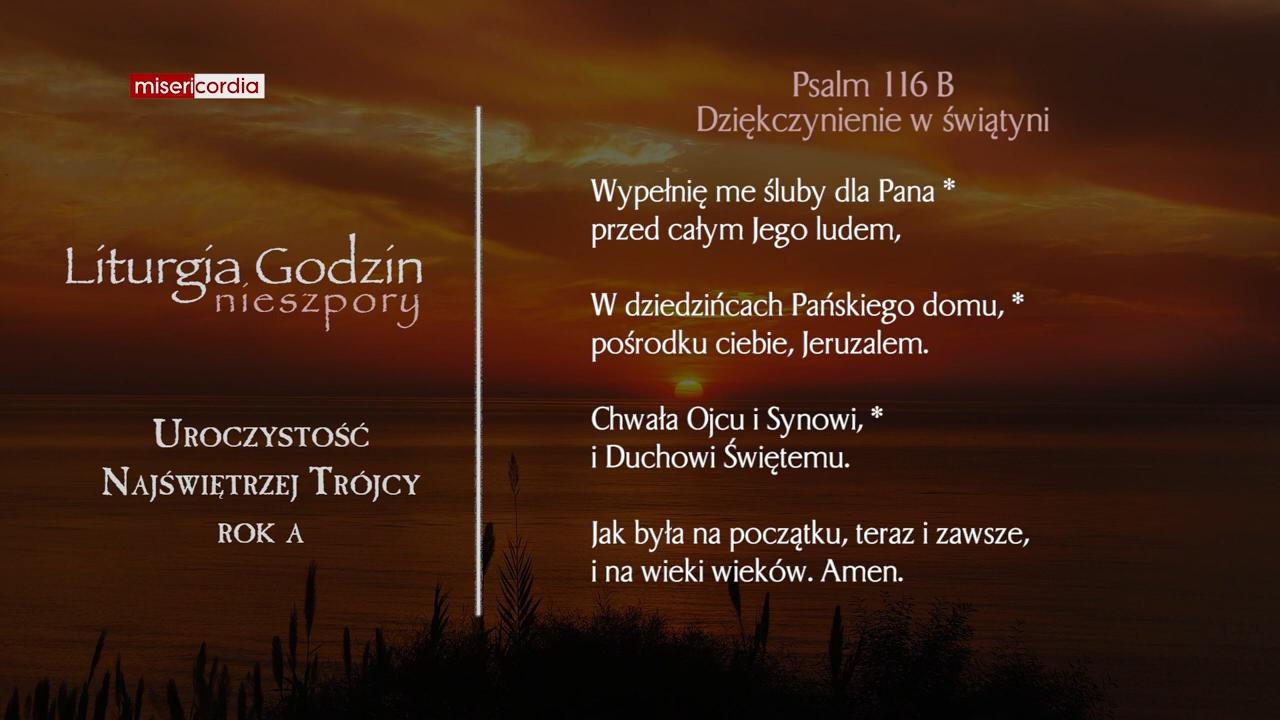 misericordia
Liturgia Godzin
nieszpory
Uroczystość
Najświętrzej Trójcy
rok a
Psalm 116 B
Dziękczynienie w świątyni
Wypełnię me śluby dla Pana *
przed całym Jego ludem,
W dziedzińcach Pańskiego domu, *
pośrodku ciebie, Jeruzalem.
Chwała Ojcu i Synowi, *
i Duchowi Świętemu.
Jak była na początku, teraz i zawsze,
i na wieki wieków. Amen.